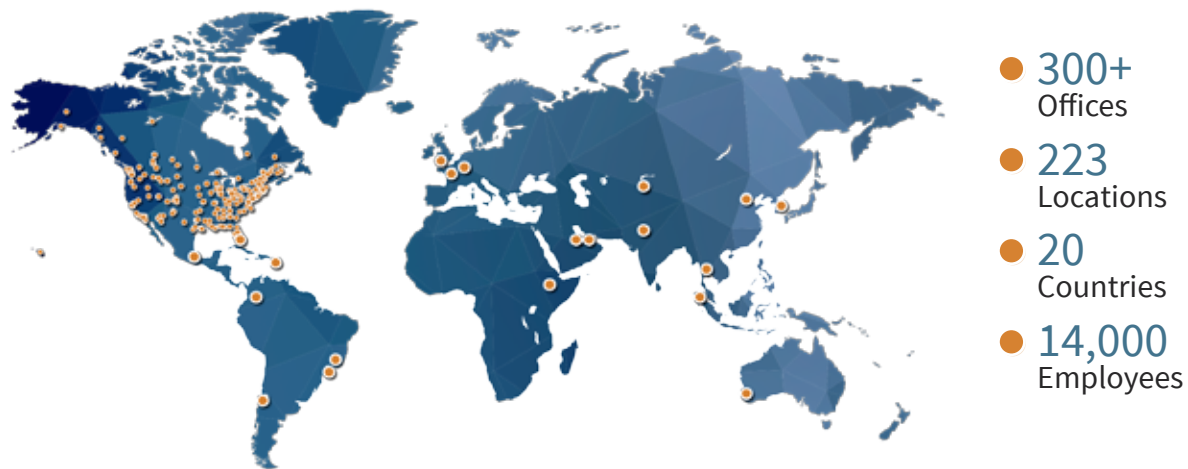 300+
Offices
223
Locations
20
Countries
14,000
Employees